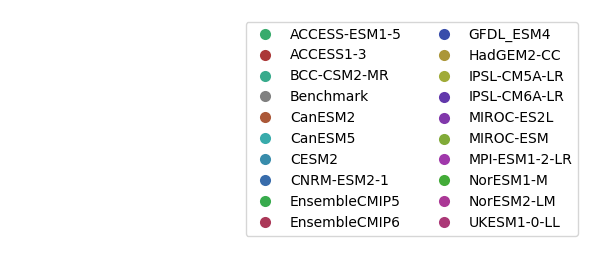 ACCESS-ESM1-5
ACCESS1-3
BCC-CSM2-MR
Benchmark
CanESM2
CanESM5
CESM2
CNRM-ESM2-1
EnsembleCMIP5
EnsembleCMIP6
GFDL_ESM4
HadGEM2-CC
IPSL-CM5A-LR
IPSL-CM6A-LR
MIROC-ES2L
MIROC-ESM
MPI-ESM1-2-LR
NorESM1-M
NorESM2-LM
UKESM1-0-LL